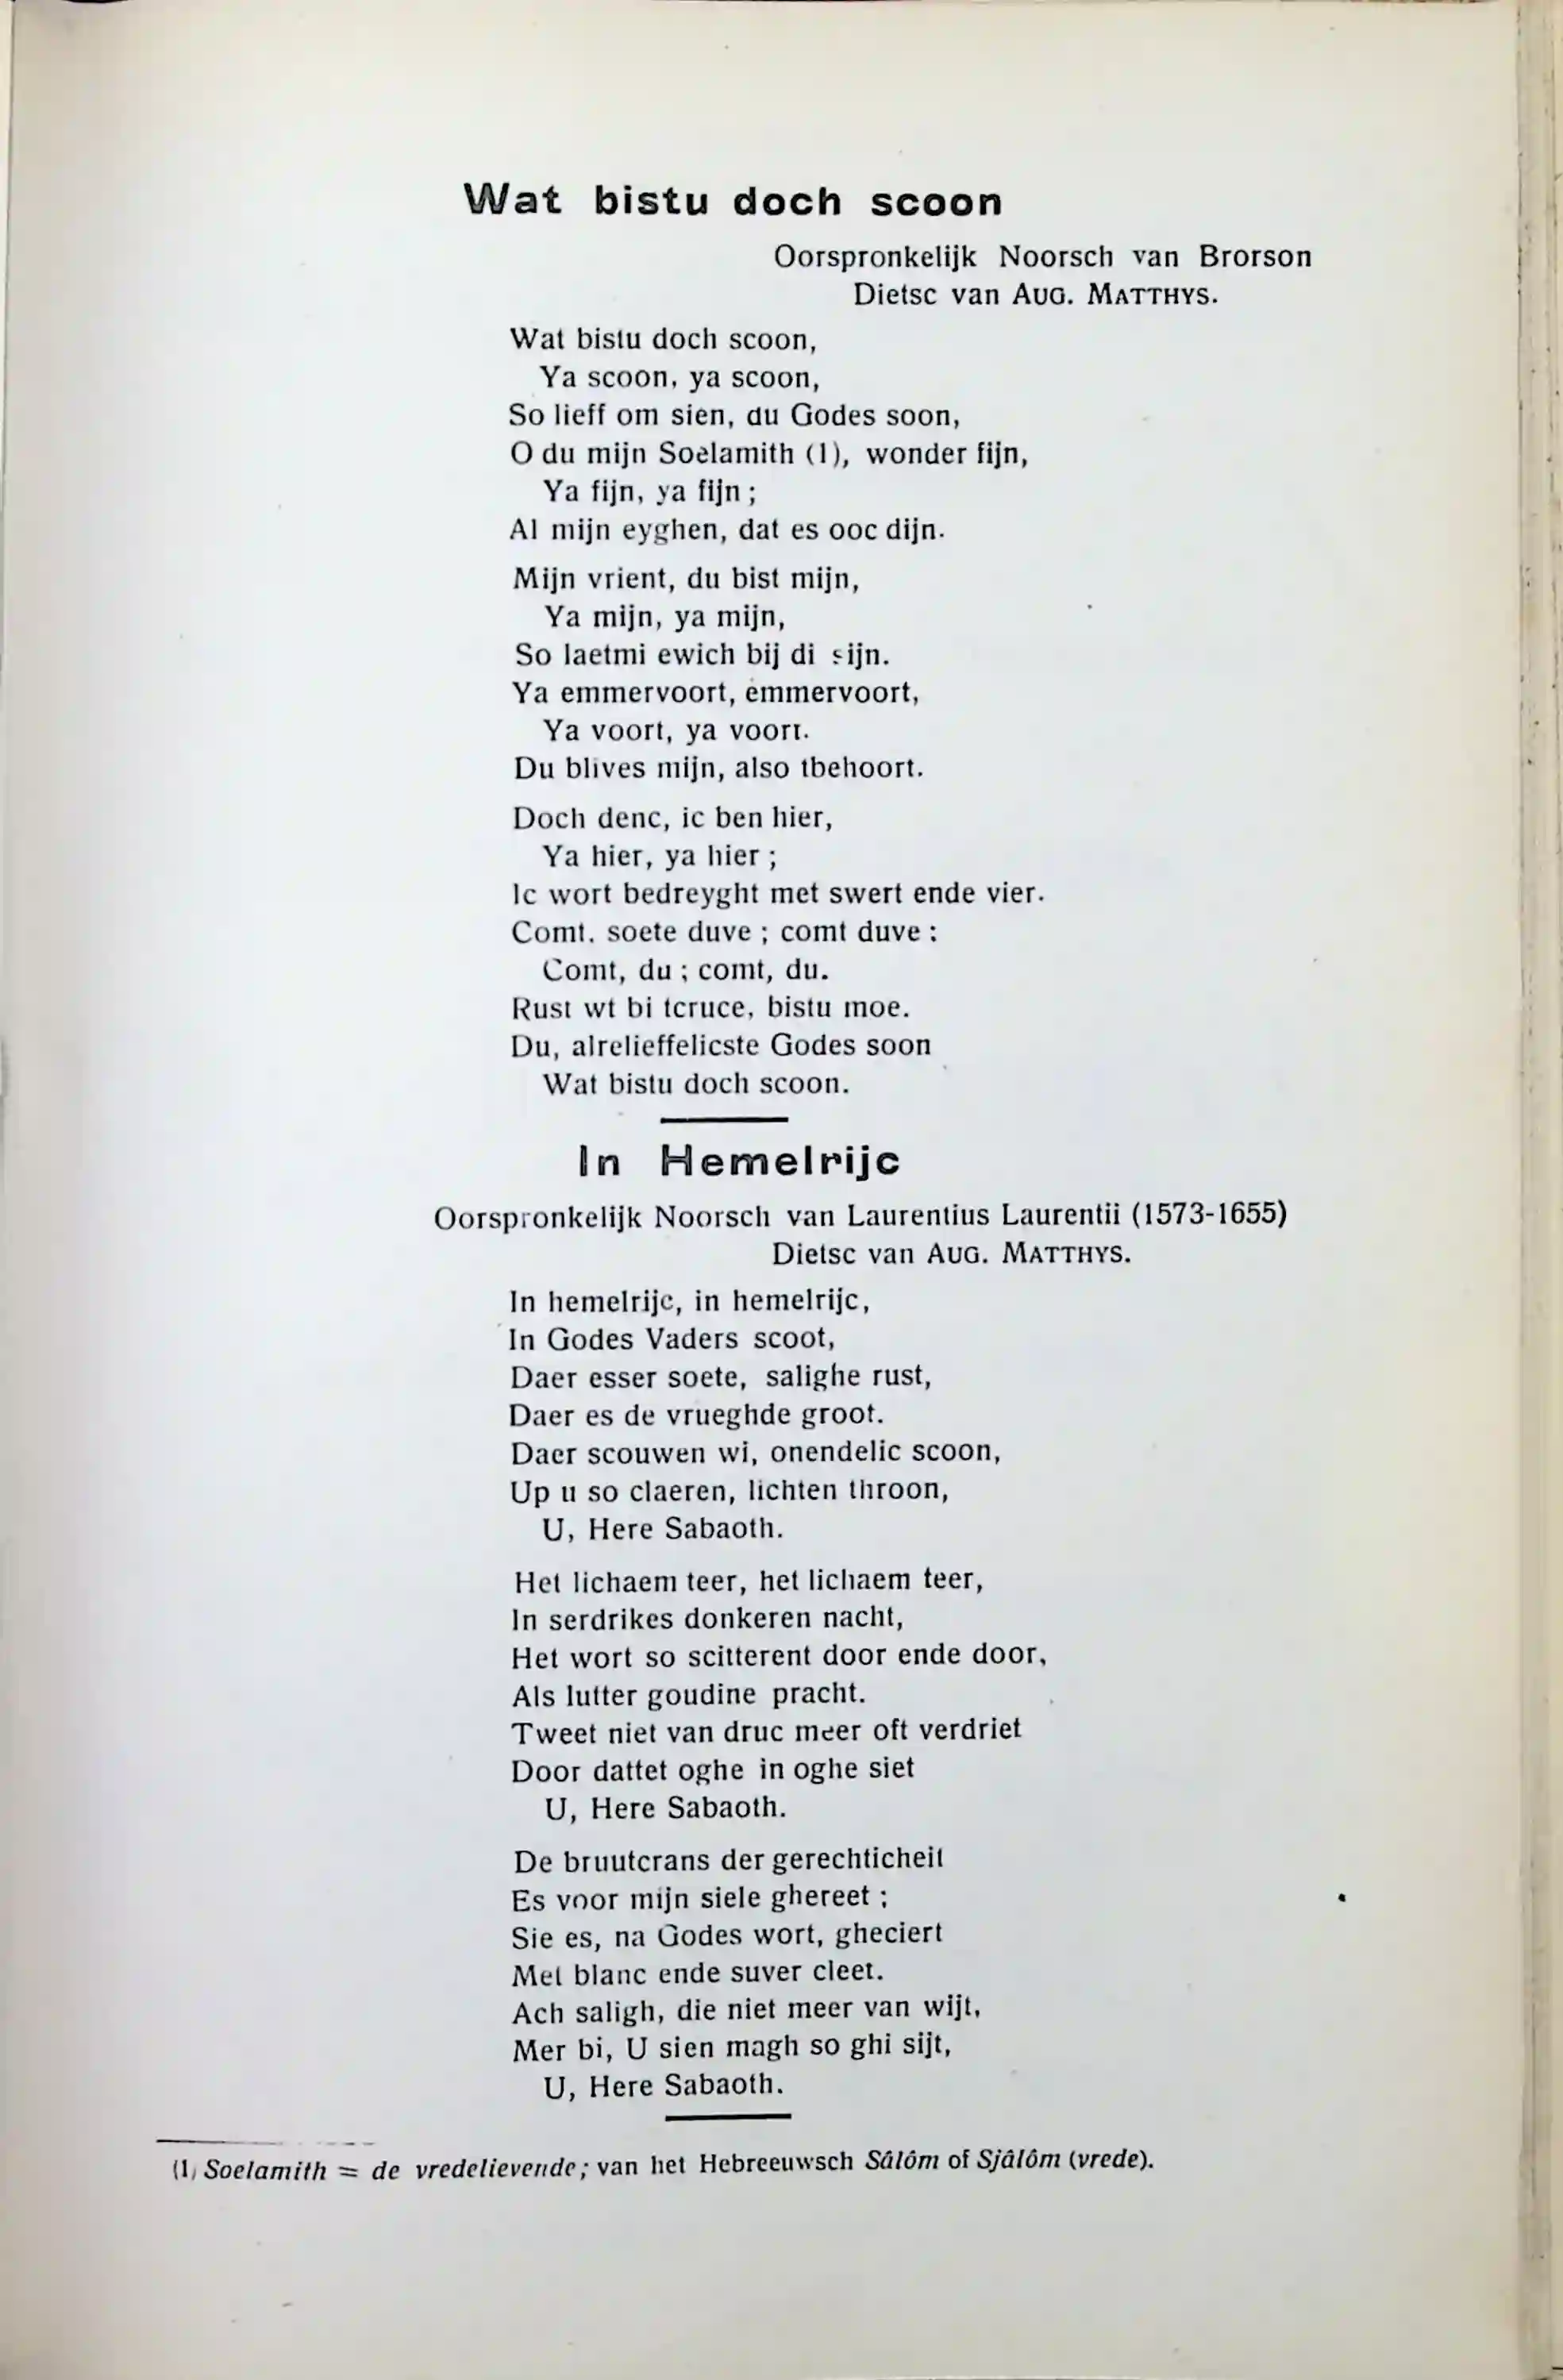 Wat bistu doch scoon
Oorspronkelijk Noorsch van Brorson
Dietsc van AUG. MATTHYS.
Wat bistu doch scoon,
Ya scoon, ya scoon,
So lieff om sien, du Godes soon,
O du mijn Soelamith (1), wonder fijn,
Ya fijn, ya fijn ;
Al mijn eyghen, dat es ooc dijn.
Mijn vrient, du bist mijn,
Ya mijn, ya mijn,
So laetmi ewich bij di sijn.
Ya emmervoort, emmervoort,
Ya voort, ya voort.
Du blives mijn, also tbehoort.
Doch denc, ic ben hier,
Ya hier, ya hier ;
Ic wort bedreyght met swert ende vier.
Comt. soete duve ; comt duve :
Comt, du ; comt, du.
Rust wt bi tcruce, bistu moe.
Du, alrelieffelicste Godes soon
Wat bistu doch scoon.
In Hemelrijc
Oorspronkelijk Noorsch van Laurentius Laurentii (1573-1655)
Dietsc van AUG. MATTHYS.
In hemelrijc, in hemelrijc,
In Godes Vaders scoot,
Daer esser soete, salighe rust,
Daer es de vrueghde groot.
Daer scouwen wi, onendelic scoon,
Up u so claeren, lichten throon,
U, Here Sabaoth.
Het lichaem teer, het lichaem teer,
In serdrikes donkeren nacht,
Het wort so scitterent door ende door,
Als lutter goudine pracht.
Tweet niet van druc meer oft verdriet
Door dattet oghe in oghe siet
U, Here Sabaoth.
De bruutcrans der gerechticheit
Es voor mijn siele ghereet ;
Sie es, na Godes wort, gheciert
Met blanc ende suver cleet.
Ach saligh, die niet meer van wijt,
Mer bi, U sien magh so ghi sijt,
U, Here Sabaoth.
(1) Soelamith = de vredelievende ; van het Hebreeuwsch Sâlôm of Sjâlôm (vrede).